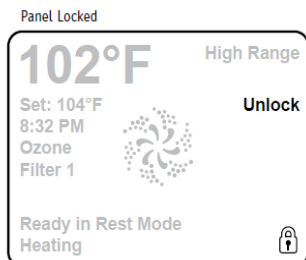 Panel Locked
102°F
High Range
Set: 104°F
Unlock
8:32 PM
Ozone
Filter 1
Ready in Rest Mode
Heating